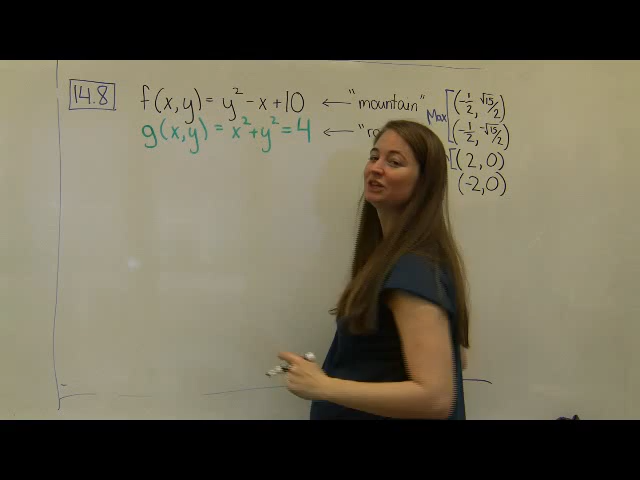 14.8
f(x,y) = y² - x + 10 ← "mountain"
g(x,y) = x² + y² = 4 ←
Max
(-1/2, √15/2)
(-1/2, -√15/2)
(2, 0)
(-2, 0)